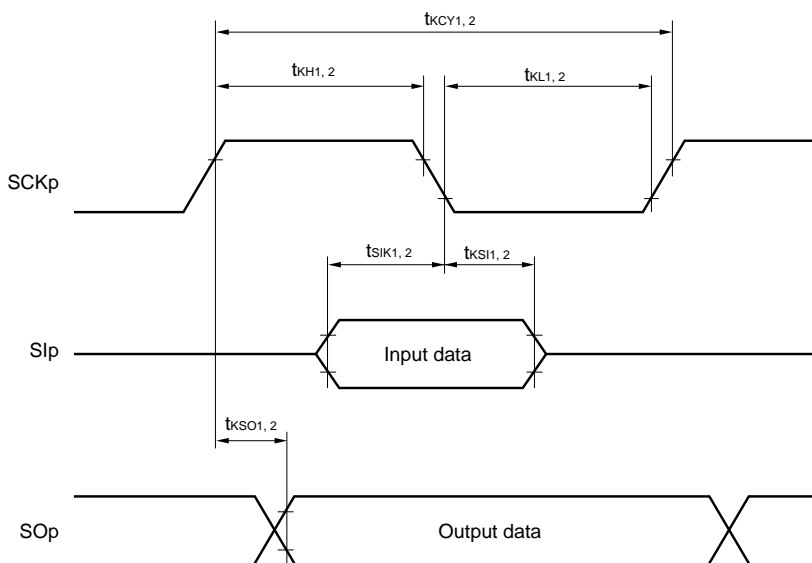 tKCY1, 2
tKH1, 2
tKL1, 2
SCKp
tSIK1, 2
tKSI1, 2
SIp
Input data
tKSO1, 2
SOp
Output data